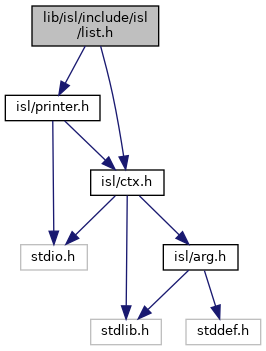 lib/isl/include/isl
/list.h
isl/printer.h
isl/ctx.h
stdio.h
isl/arg.h
stdlib.h
stddef.h